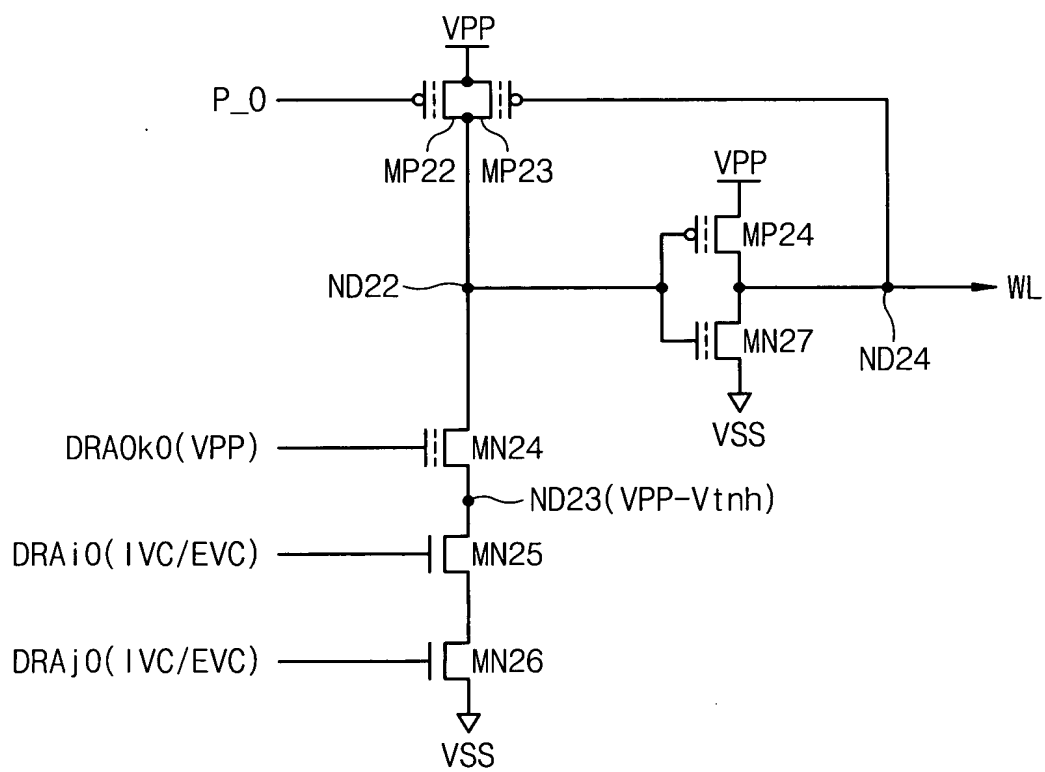 VPP
P_0
MP22 MP23
VPP
MP24
ND22
WL
MN27
ND24
VSS
DRA0k0(VPP)
MN24
ND23(VPP-Vtnh)
DRAi0(IVC/EVC)
MN25
DRAj0(IVC/EVC)
MN26
VSS